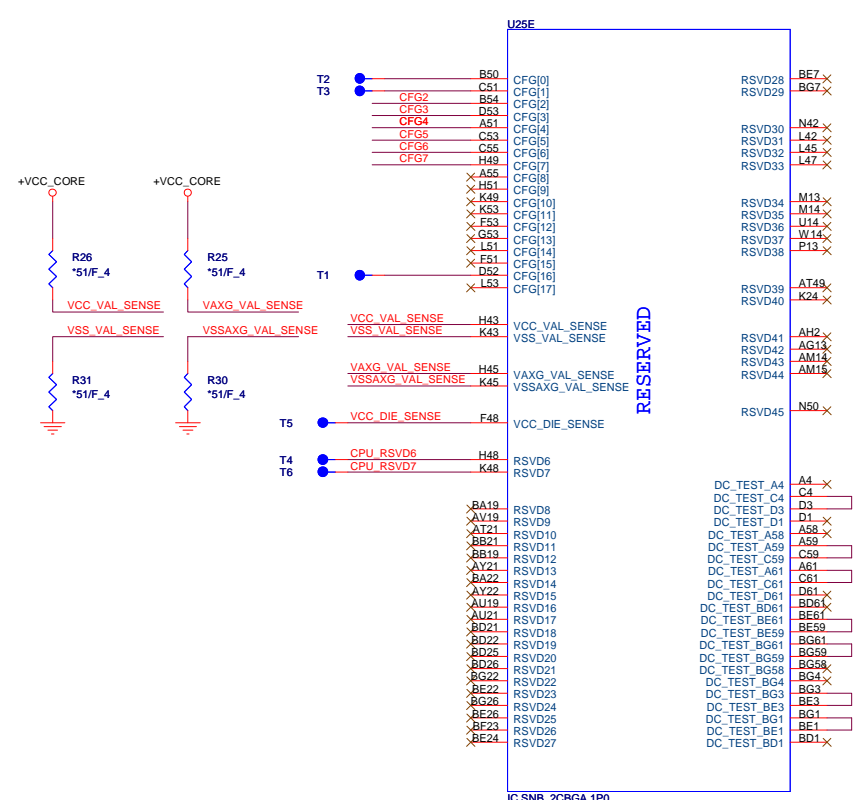 U25E
T2 B50 CFG[0] RSVD28 BE7
T3 C51 CFG[1] RSVD29 BG7
CFG2 B54 CFG[2]
CFG3 D53 CFG[3]
CFG4 A51 CFG[4] RSVD30 N42
CFG5 C53 CFG[5] RSVD31 L42
CFG6 C55 CFG[6] RSVD32 L45
CFG7 H49 CFG[7] RSVD33 L47
A55 CFG[8]
H51 CFG[9]
K49 CFG[10] RSVD34 M13
K53 CFG[11] RSVD35 M14
F53 CFG[12] RSVD36 U14
G53 CFG[13] RSVD37 W14
L51 CFG[14] RSVD38 P13
F51 CFG[15]
T1 D52 CFG[16] RSVD39 AT49
L53 CFG[17] RSVD40 K24
+VCC_CORE +VCC_CORE
R26 R25
*51/F_4 *51/F_4
VCC_VAL_SENSE VAXG_VAL_SENSE
VSS_VAL_SENSE VSSAXG_VAL_SENSE
R31 R30
*51/F_4 *51/F_4
VCC_VAL_SENSE H43 VCC_VAL_SENSE
VSS_VAL_SENSE K43 VSS_VAL_SENSE RSVD41 AH2
RSVD42 AG13
RSVD43 AM14
VAXG_VAL_SENSE H45 VAXG_VAL_SENSE RSVD44 AM15
VSSAXG_VAL_SENSE K45 VSSAXG_VAL_SENSE
RESERVED
T5 VCC_DIE_SENSE F48 VCC_DIE_SENSE RSVD45 N50
T4 CPU_RSVD6 H48 RSVD6
T6 CPU_RSVD7 K48 RSVD7
DC_TEST_A4 A4
DC_TEST_C4 C4
BA19 RSVD8 DC_TEST_D3 D3
AV19 RSVD9 DC_TEST_D1 D1
AT21 RSVD10 DC_TEST_A58 A58
BB21 RSVD11 DC_TEST_A59 A59
BB19 RSVD12 DC_TEST_C59 C59
AY21 RSVD13 DC_TEST_A61 A61
BA22 RSVD14 DC_TEST_C61 C61
AY22 RSVD15 DC_TEST_D61 D61
AU19 RSVD16 DC_TEST_BD61 BD61
AU21 RSVD17 DC_TEST_BE61 BE61
BD21 RSVD18 DC_TEST_BE59 BE59
BD22 RSVD19 DC_TEST_BG61 BG61
BD25 RSVD20 DC_TEST_BG59 BG59
BD26 RSVD21 DC_TEST_BG58 BG58
BG22 RSVD22 DC_TEST_BG4 BG4
BE22 RSVD23 DC_TEST_BG3 BG3
BG26 RSVD24 DC_TEST_BE3 BE3
BE26 RSVD25 DC_TEST_BG1 BG1
BF23 RSVD26 DC_TEST_BE1 BE1
BE24 RSVD27 DC_TEST_BD1 BD1
IC SNB_2CBGA,1P0